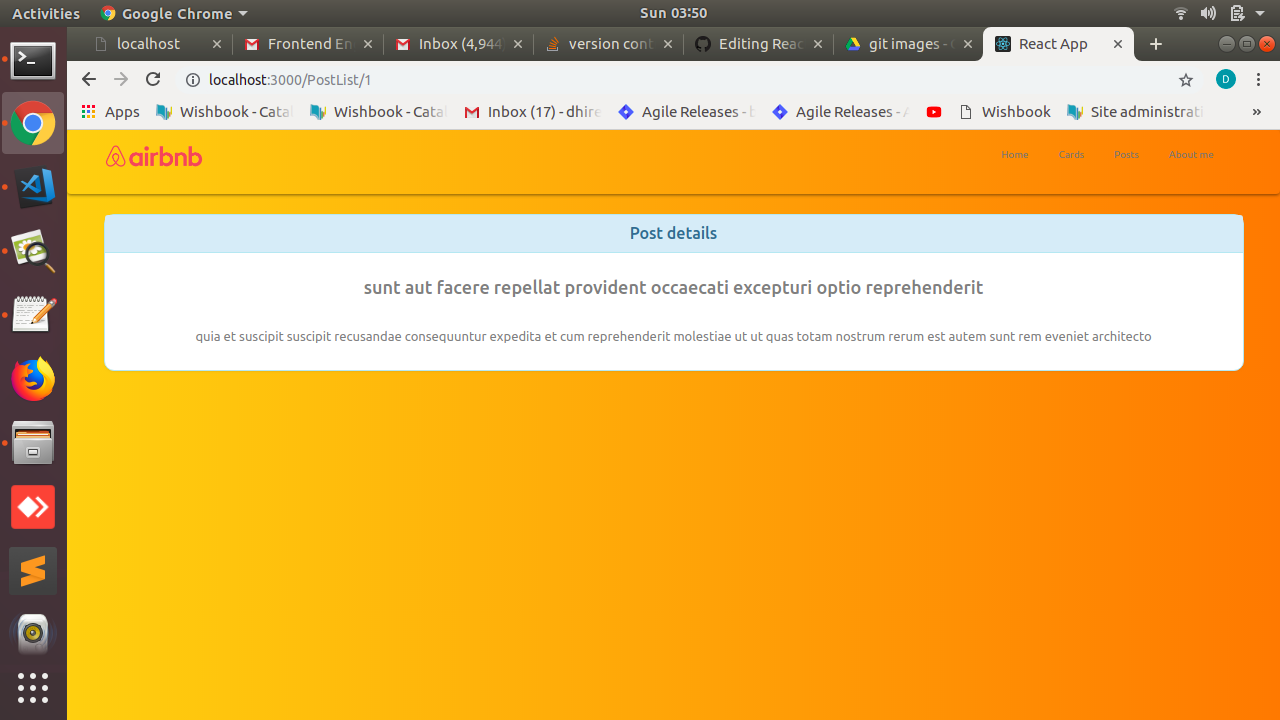 Activities
Google Chrome
Sun 03:50
localhost
Frontend En
Inbox (4,944
version cont
Editing Reac
git images -
React App
localhost:3000/PostList/1
D
Apps
Wishbook - Catal
Wishbook - Catal
Inbox (17) - dhire
Agile Releases - b
Agile Releases - A
Wishbook
Site administrati
»
airbnb
Home
Cards
Posts
About me
Post details
sunt aut facere repellat provident occaecati excepturi optio reprehenderit
quia et suscipit suscipit recusandae consequuntur expedita et cum reprehenderit molestiae ut ut quas totam nostrum rerum est autem sunt rem eveniet architecto